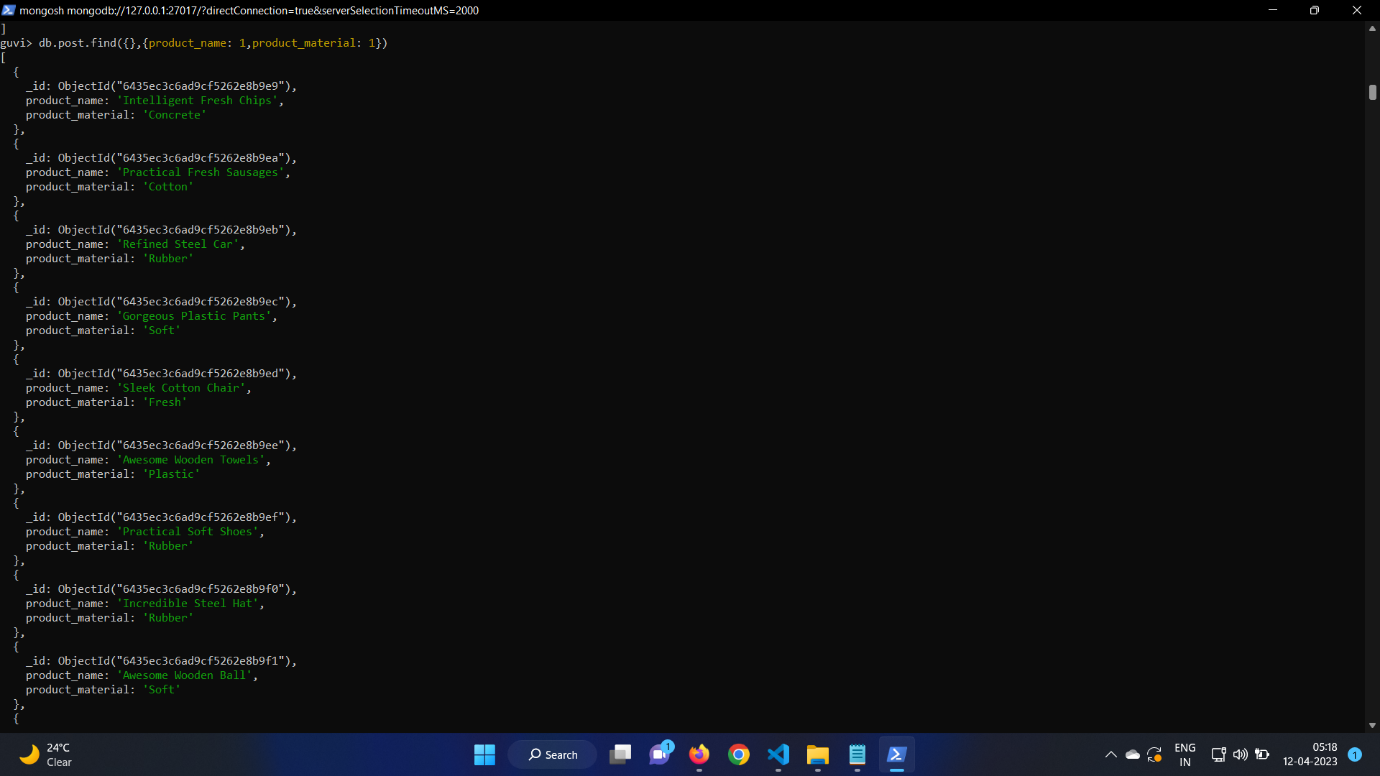 mongosh mongodb://127.0.0.1:27017/?directConnection=true&serverSelectionTimeoutMS=2000
]
guvi> db.post.find({},{product_name: 1,product_material: 1})
[
  {
    _id: ObjectId("6435ec3c6ad9cf5262e8b9e9"),
    product_name: 'Intelligent Fresh Chips',
    product_material: 'Concrete'
  },
  {
    _id: ObjectId("6435ec3c6ad9cf5262e8b9ea"),
    product_name: 'Practical Fresh Sausages',
    product_material: 'Cotton'
  },
  {
    _id: ObjectId("6435ec3c6ad9cf5262e8b9eb"),
    product_name: 'Refined Steel Car',
    product_material: 'Rubber'
  },
  {
    _id: ObjectId("6435ec3c6ad9cf5262e8b9ec"),
    product_name: 'Gorgeous Plastic Pants',
    product_material: 'Soft'
  },
  {
    _id: ObjectId("6435ec3c6ad9cf5262e8b9ed"),
    product_name: 'Sleek Cotton Chair',
    product_material: 'Fresh'
  },
  {
    _id: ObjectId("6435ec3c6ad9cf5262e8b9ee"),
    product_name: 'Awesome Wooden Towels',
    product_material: 'Plastic'
  },
  {
    _id: ObjectId("6435ec3c6ad9cf5262e8b9ef"),
    product_name: 'Practical Soft Shoes',
    product_material: 'Rubber'
  },
  {
    _id: ObjectId("6435ec3c6ad9cf5262e8b9f0"),
    product_name: 'Incredible Steel Hat',
    product_material: 'Rubber'
  },
  {
    _id: ObjectId("6435ec3c6ad9cf5262e8b9f1"),
    product_name: 'Awesome Wooden Ball',
    product_material: 'Soft'
  },
  {
24°C
Clear
Search
1
ENG
IN
05:18
12-04-2023
1